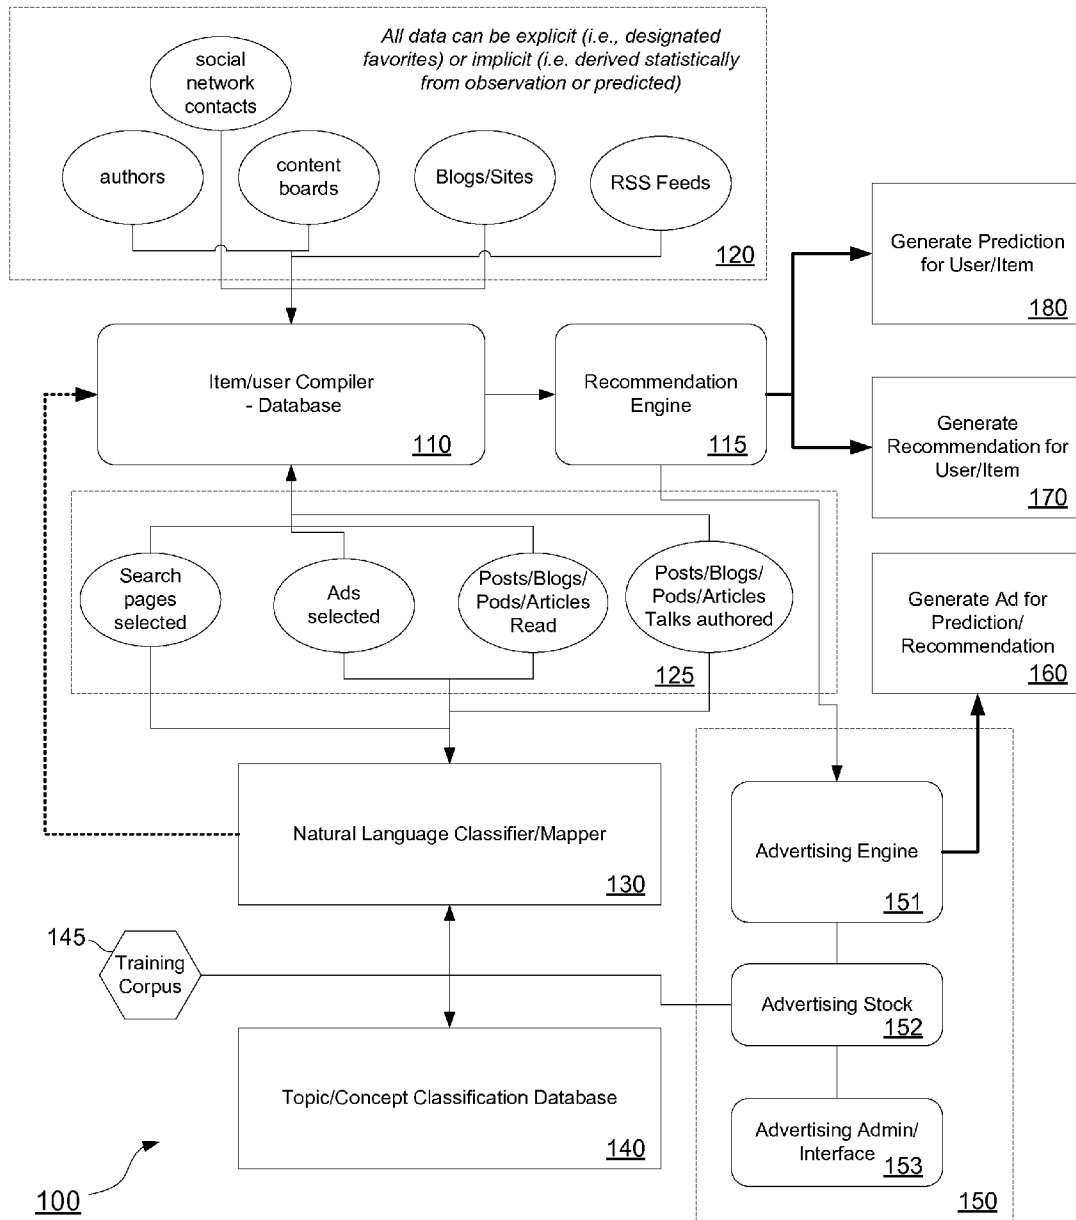 All data can be explicit (i.e., designated
favorites) or implicit (i.e. derived statistically
from observation or predicted)
social
network
contacts
authors
content
boards
Blogs/Sites
RSS Feeds
120
Generate Prediction
for User/Item
180
Item/user Compiler
- Database
110
Recommendation
Engine
115
Generate
Recommendation for
User/Item
170
Search
pages
selected
Ads
selected
Posts/Blogs/
Pods/Articles
Read
Posts/Blogs/
Pods/Articles
Talks authored
125
Generate Ad for
Prediction/
Recommendation
160
Natural Language Classifier/Mapper
130
Advertising Engine
151
145
Training
Corpus
Advertising Stock
152
Topic/Concept Classification Database
140
Advertising Admin/
Interface
153
150
100